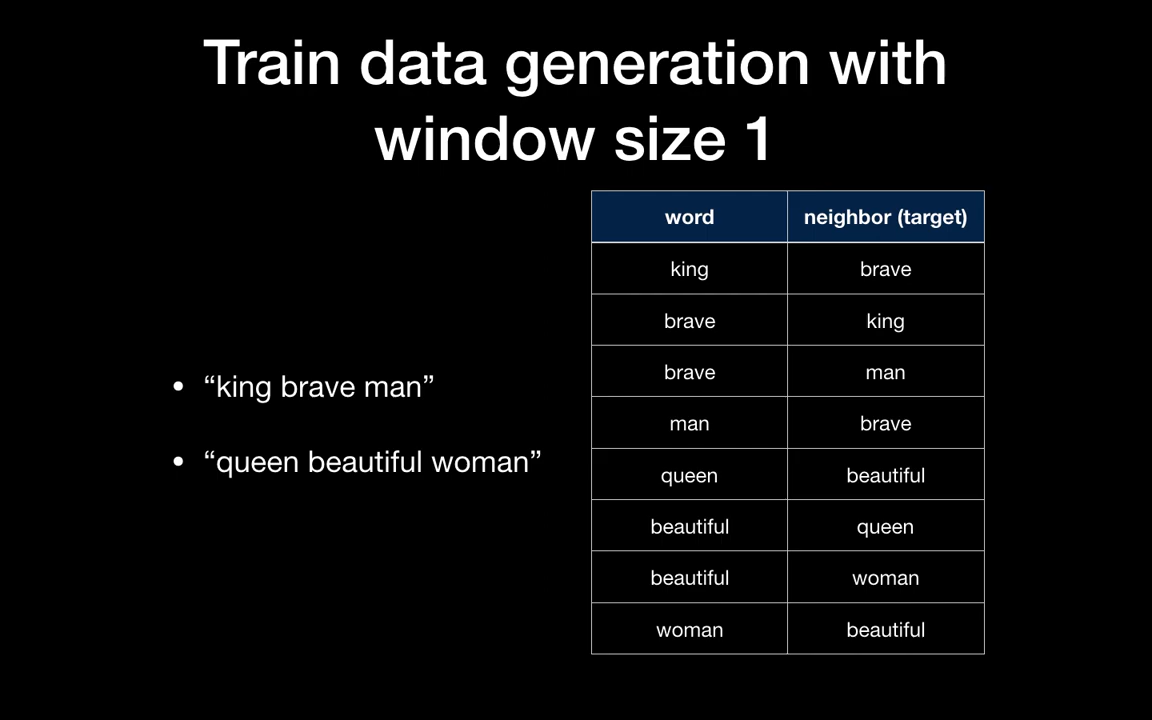 Train data generation with
window size 1
• “king brave man”
• “queen beautiful woman”
word neighbor (target)
king brave
brave king
brave man
man brave
queen beautiful
beautiful queen
beautiful woman
woman beautiful